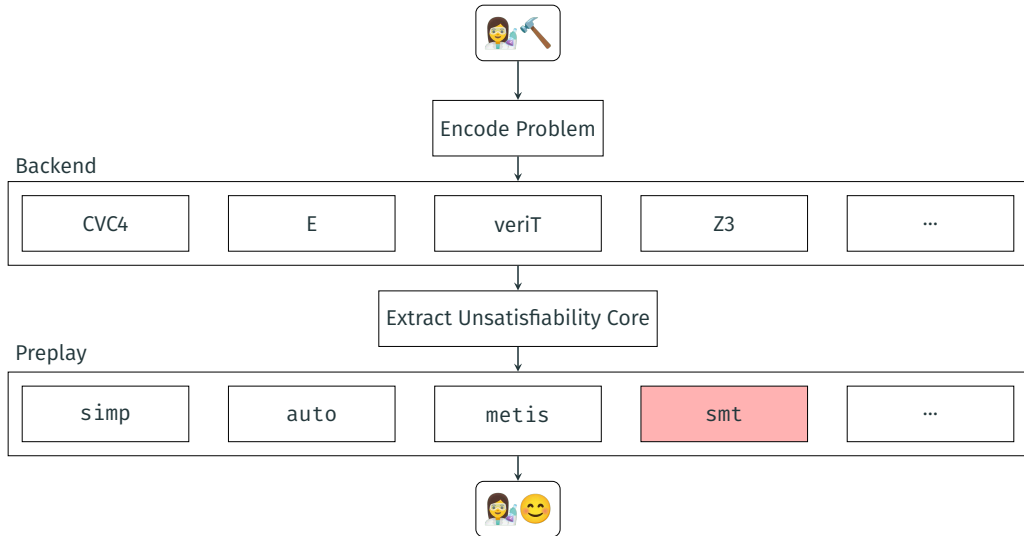 Encode Problem
Backend
CVC4 E veriT Z3 ...
Extract Unsatisfiability Core
Preplay
simp auto metis smt ...